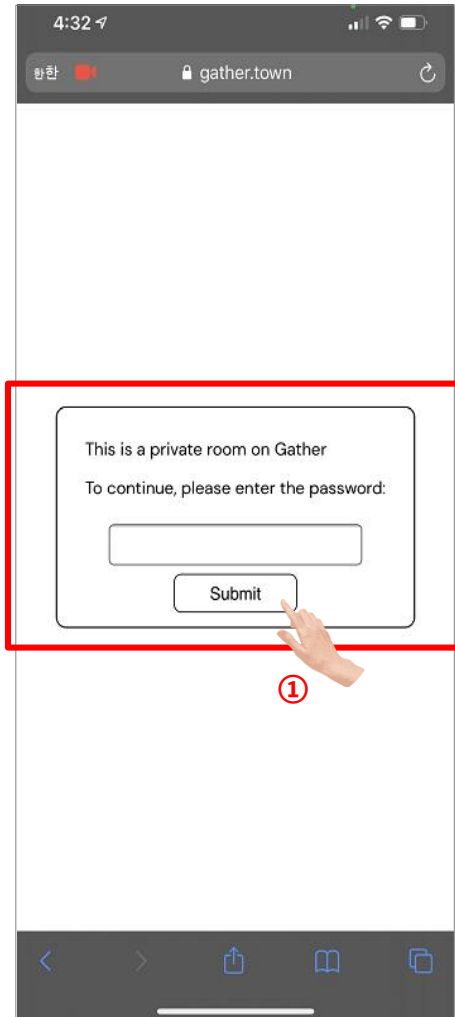 4:32
한한 gather.town
This is a private room on Gather
To continue, please enter the password:
Submit
①